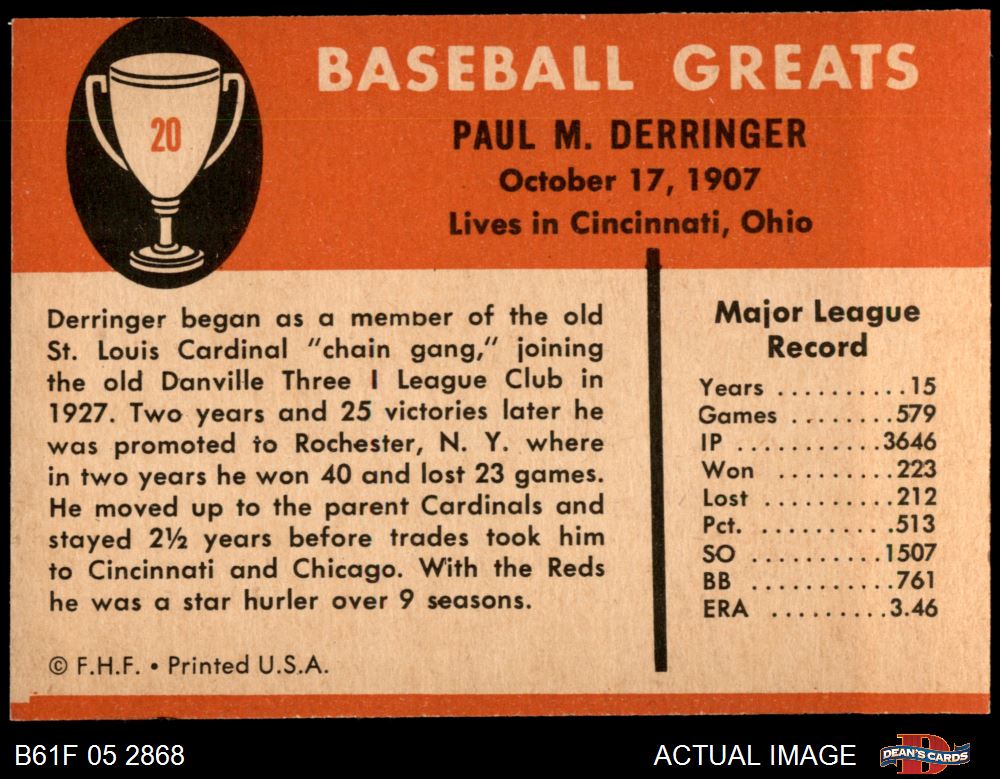 20
BASEBALL GREATS
PAUL M. DERRINGER
October 17, 1907
Lives in Cincinnati, Ohio
Derringer began as a member of the old
St. Louis Cardinal "chain gang," joining
the old Danville Three I League Club in
1927. Two years and 25 victories later he
was promoted to Rochester, N. Y. where
in two years he won 40 and lost 23 games.
He moved up to the parent Cardinals and
stayed 2½ years before trades took him
to Cincinnati and Chicago. With the Reds
he was a star hurler over 9 seasons.
© F.H.F. • Printed U.S.A.
Major League
Record
Years ..........15
Games ........579
IP ............3646
Won ..........223
Lost ..........212
Pct. ..........513
SO ..........1507
BB ...........761
ERA .........3.46
B61F 05 2868
ACTUAL IMAGE
DEAN'S CARDS